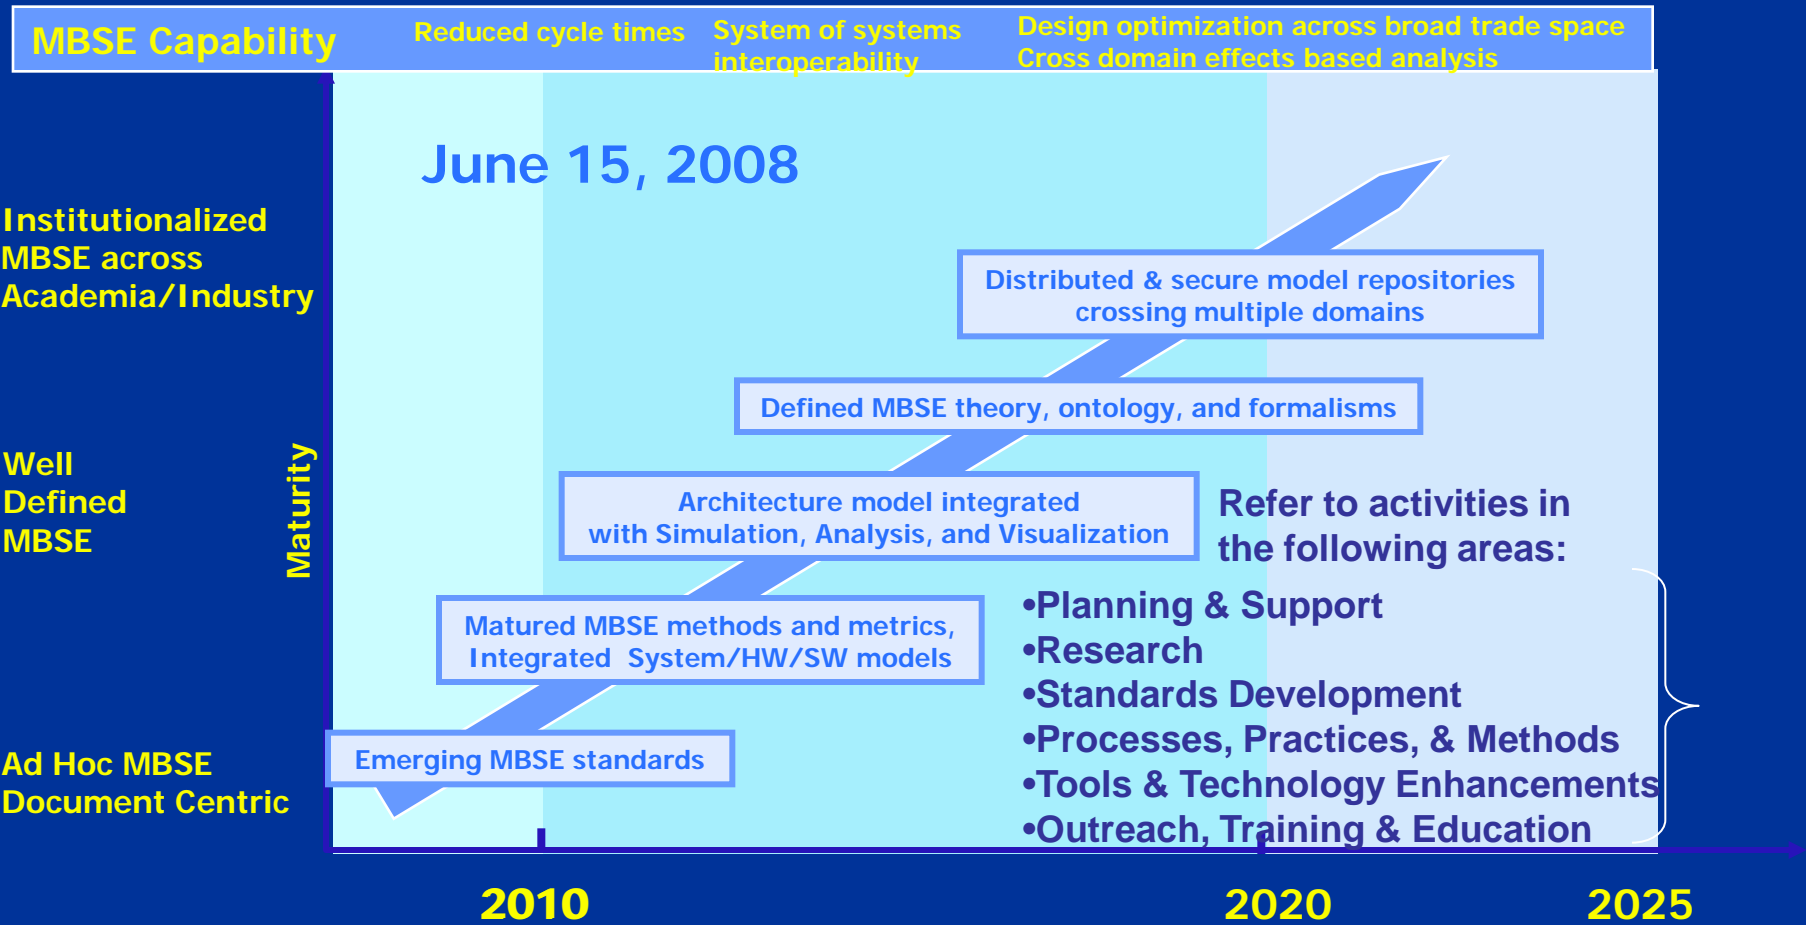 MBSE Capability
Reduced cycle times
System of systems
interoperability
Design optimization across broad trade space
Cross domain effects based analysis
June 15, 2008
Institutionalized
MBSE across
Academia/Industry
Distributed & secure model repositories
crossing multiple domains
Defined MBSE theory, ontology, and formalisms
Well
Defined
MBSE
Maturity
Architecture model integrated
with Simulation, Analysis, and Visualization
Refer to activities in
the following areas:
•Planning & Support
•Research
•Standards Development
•Processes, Practices, & Methods
•Tools & Technology Enhancements
•Outreach, Training & Education
Matured MBSE methods and metrics,
Integrated  System/HW/SW models
Emerging MBSE standards
Ad Hoc MBSE
Document Centric
2010
2020
2025